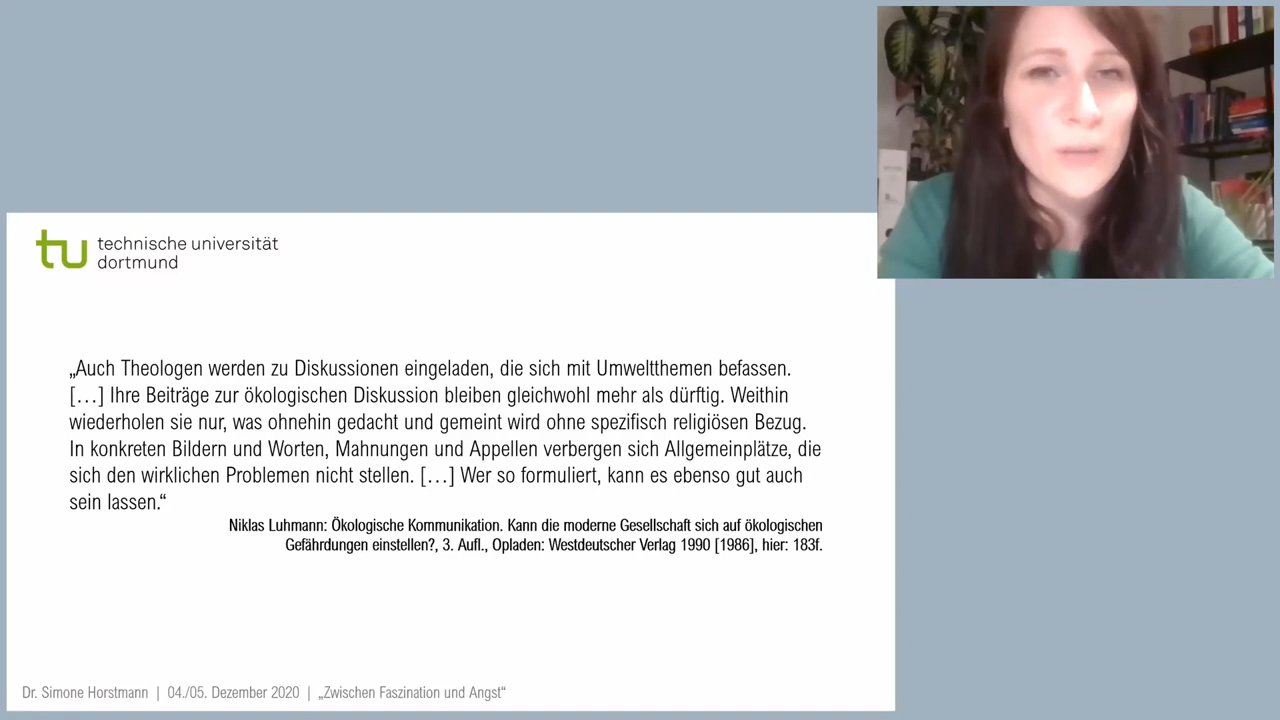 tu technische universität
dortmund
„Auch Theologen werden zu Diskussionen eingeladen, die sich mit Umweltthemen befassen.
[…] Ihre Beiträge zur ökologischen Diskussion bleiben gleichwohl mehr als dürftig. Weithin
wiederholen sie nur, was ohnehin gedacht und gemeint wird ohne spezifisch religiösen Bezug.
In konkreten Bildern und Worten, Mahnungen und Appellen verbergen sich Allgemeinplätze, die
sich den wirklichen Problemen nicht stellen. […] Wer so formuliert, kann es ebenso gut auch
sein lassen.“
Niklas Luhmann: Ökologische Kommunikation. Kann die moderne Gesellschaft sich auf ökologischen
Gefährdungen einstellen?, 3. Aufl., Opladen: Westdeutscher Verlag 1990 [1986], hier: 183f.
Dr. Simone Horstmann | 04./05. Dezember 2020 | „Zwischen Faszination und Angst“